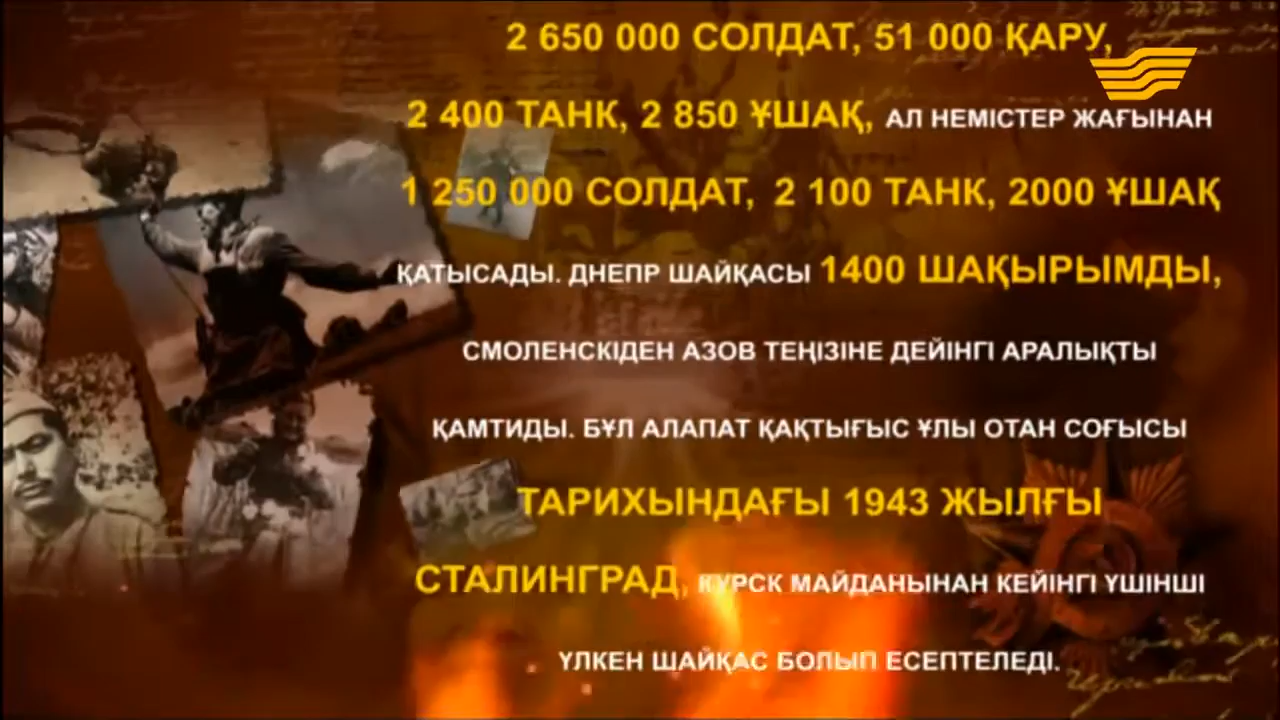 2 650 000 СОЛДАТ, 51 000 ҚАРУ,
2 400 ТАНК, 2 850 ҰШАҚ, АЛ НЕМІСТЕР ЖАҒЫНАН
1 250 000 СОЛДАТ, 2 100 ТАНК, 2000 ҰШАҚ
ҚАТЫСАДЫ. ДНЕПР ШАЙҚАСЫ 1400 ШАҚЫРЫМДЫ,
СМОЛЕНСКІДЕН АЗОВ ТЕҢІЗІНЕ ДЕЙІНГІ АРАЛЫҚТЫ
ҚАМТИДЫ. БҰЛ АЛАПАТ ҚАҚТЫҒЫС ҰЛЫ ОТАН СОҒЫСЫ
ТАРИХЫНДАҒЫ 1943 ЖЫЛҒЫ
СТАЛИНГРАД, КУРСК МАЙДАНЫНАН КЕЙІНГІ ҮШІНШІ
ҮЛКЕН ШАЙҚАС БОЛЫП ЕСЕПТЕЛЕДІ.